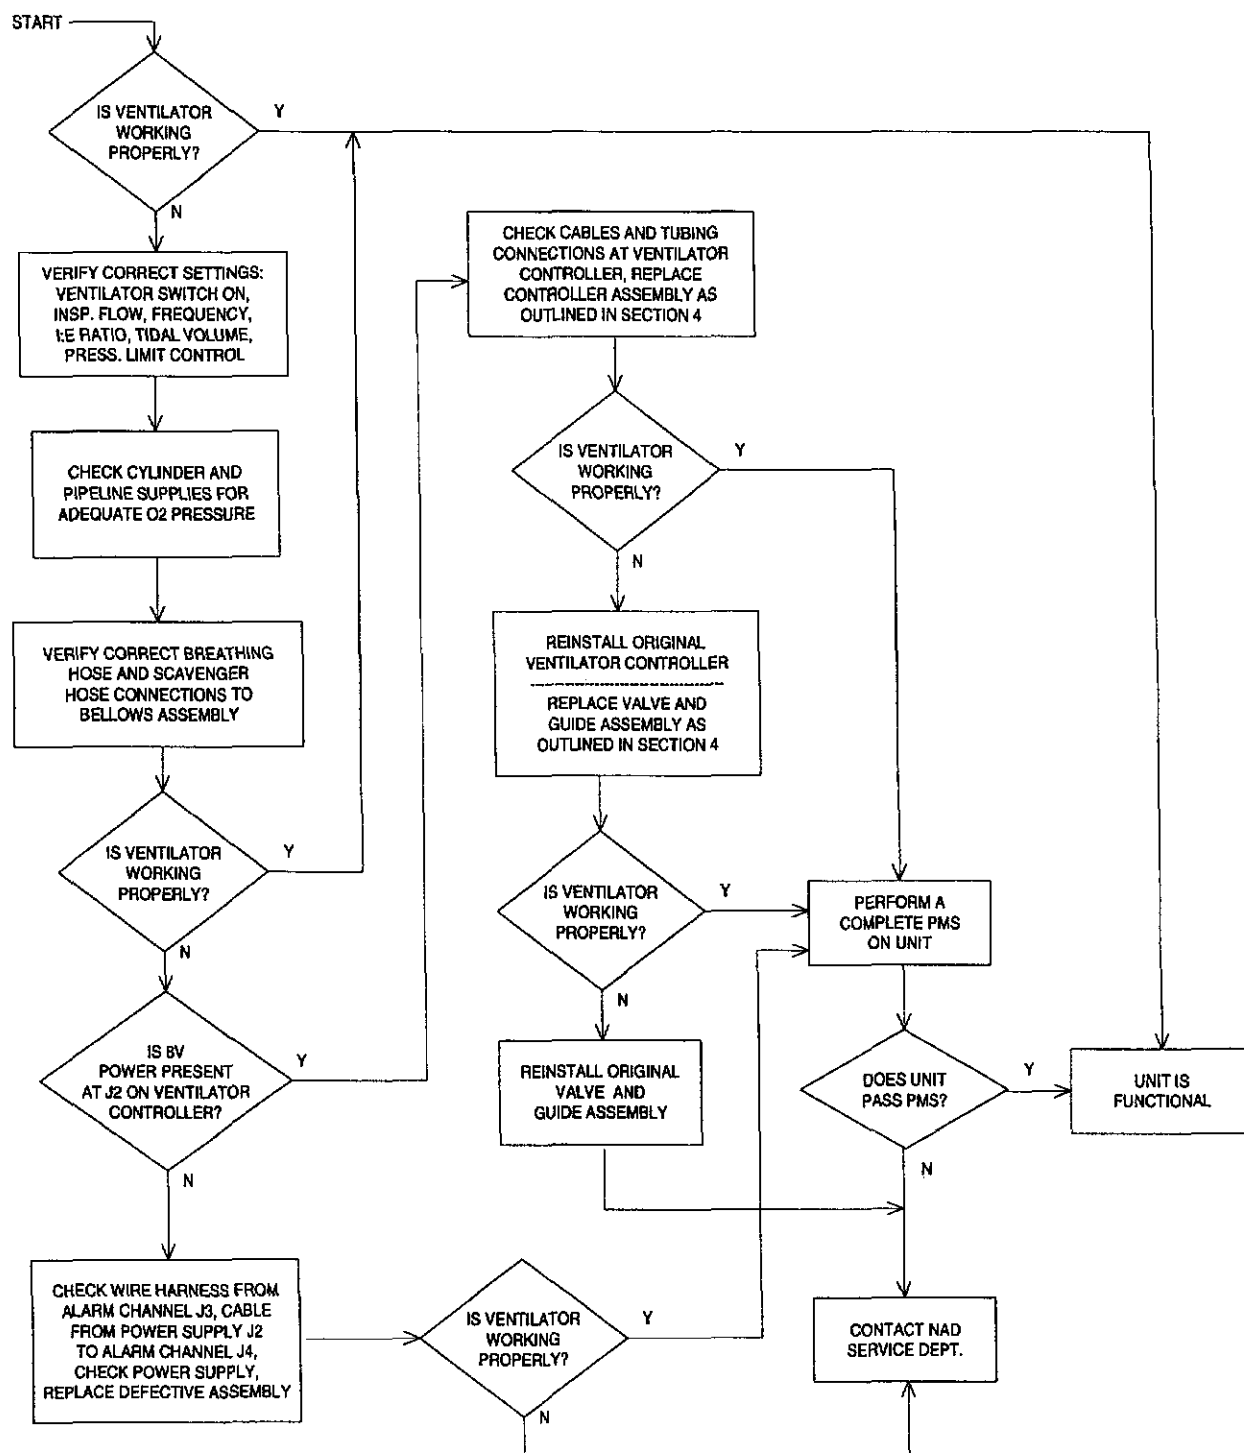 START
IS VENTILATOR
WORKING
PROPERLY?
Y
N
VERIFY CORRECT SETTINGS:
VENTILATOR SWITCH ON,
INSP. FLOW, FREQUENCY,
I:E RATIO, TIDAL VOLUME,
PRESS. LIMIT CONTROL
CHECK CYLINDER AND
PIPELINE SUPPLIES FOR
ADEQUATE O2 PRESSURE
VERIFY CORRECT BREATHING
HOSE AND SCAVENGER
HOSE CONNECTIONS TO
BELLOWS ASSEMBLY
IS VENTILATOR
WORKING
PROPERLY?
Y
N
IS 8V
POWER PRESENT
AT J2 ON VENTILATOR
CONTROLLER?
Y
N
CHECK WIRE HARNESS FROM
ALARM CHANNEL J3, CABLE
FROM POWER SUPPLY J2
TO ALARM CHANNEL J4,
CHECK POWER SUPPLY,
REPLACE DEFECTIVE ASSEMBLY
CHECK CABLES AND TUBING
CONNECTIONS AT VENTILATOR
CONTROLLER, REPLACE
CONTROLLER ASSEMBLY AS
OUTLINED IN SECTION 4
IS VENTILATOR
WORKING
PROPERLY?
Y
N
REINSTALL ORIGINAL
VENTILATOR CONTROLLER
REPLACE VALVE AND
GUIDE ASSEMBLY AS
OUTLINED IN SECTION 4
IS VENTILATOR
WORKING
PROPERLY?
Y
N
REINSTALL ORIGINAL
VALVE AND
GUIDE ASSEMBLY
IS VENTILATOR
WORKING
PROPERLY?
Y
N
PERFORM A
COMPLETE PMS
ON UNIT
DOES UNIT
PASS PMS?
Y
N
UNIT IS
FUNCTIONAL
CONTACT NAD
SERVICE DEPT.